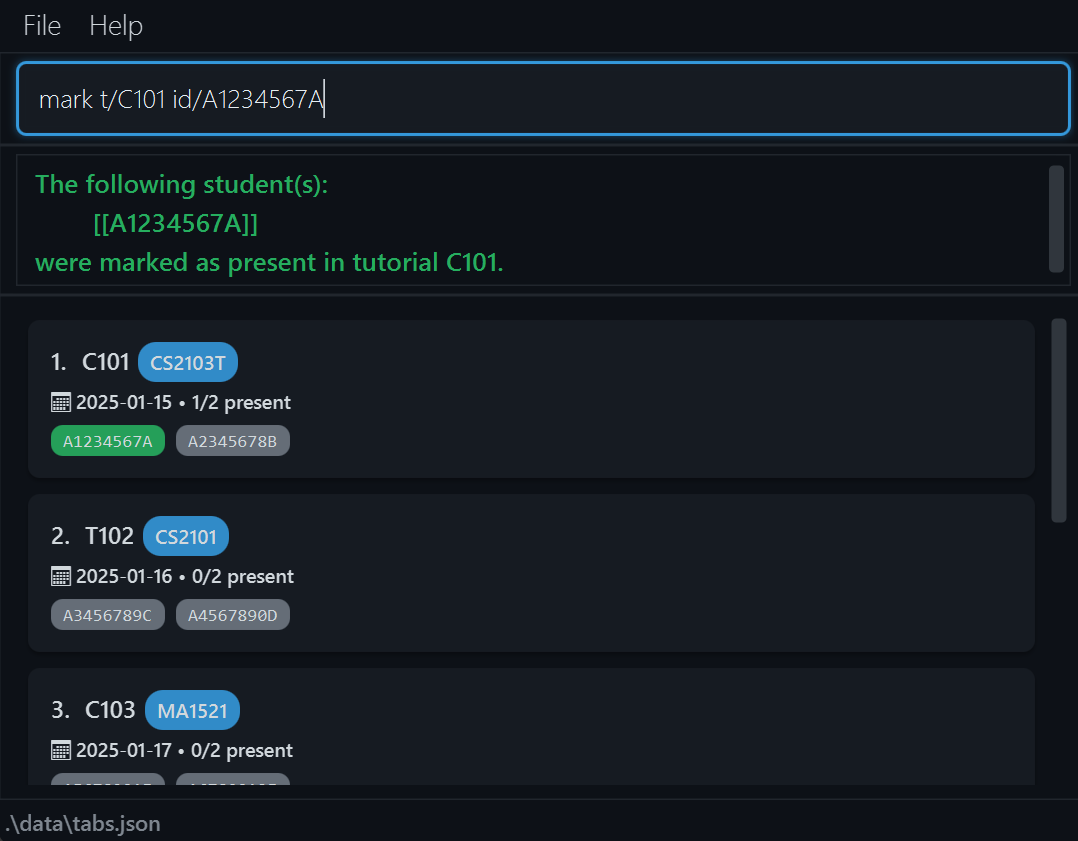 File Help
mark t/C101 id/A1234567A
The following student(s):
[[A1234567A]]
were marked as present in tutorial C101.
1. C101 CS2103T
2025-01-15 • 1/2 present
A1234567A A2345678B
2. T102 CS2101
2025-01-16 • 0/2 present
A3456789C A4567890D
3. C103 MA1521
2025-01-17 • 0/2 present
.\data\tabs.json